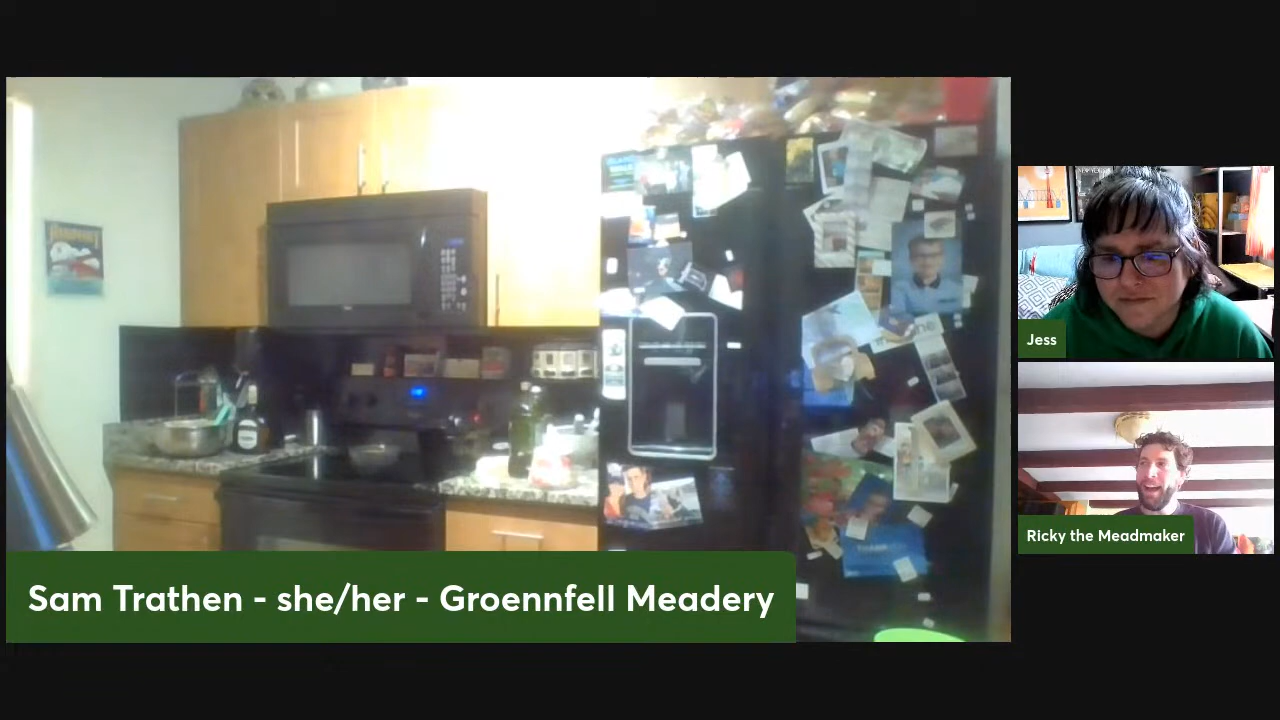 Sam Trathen - she/her - Groennfell Meadery
Jess
Ricky the Meadmaker